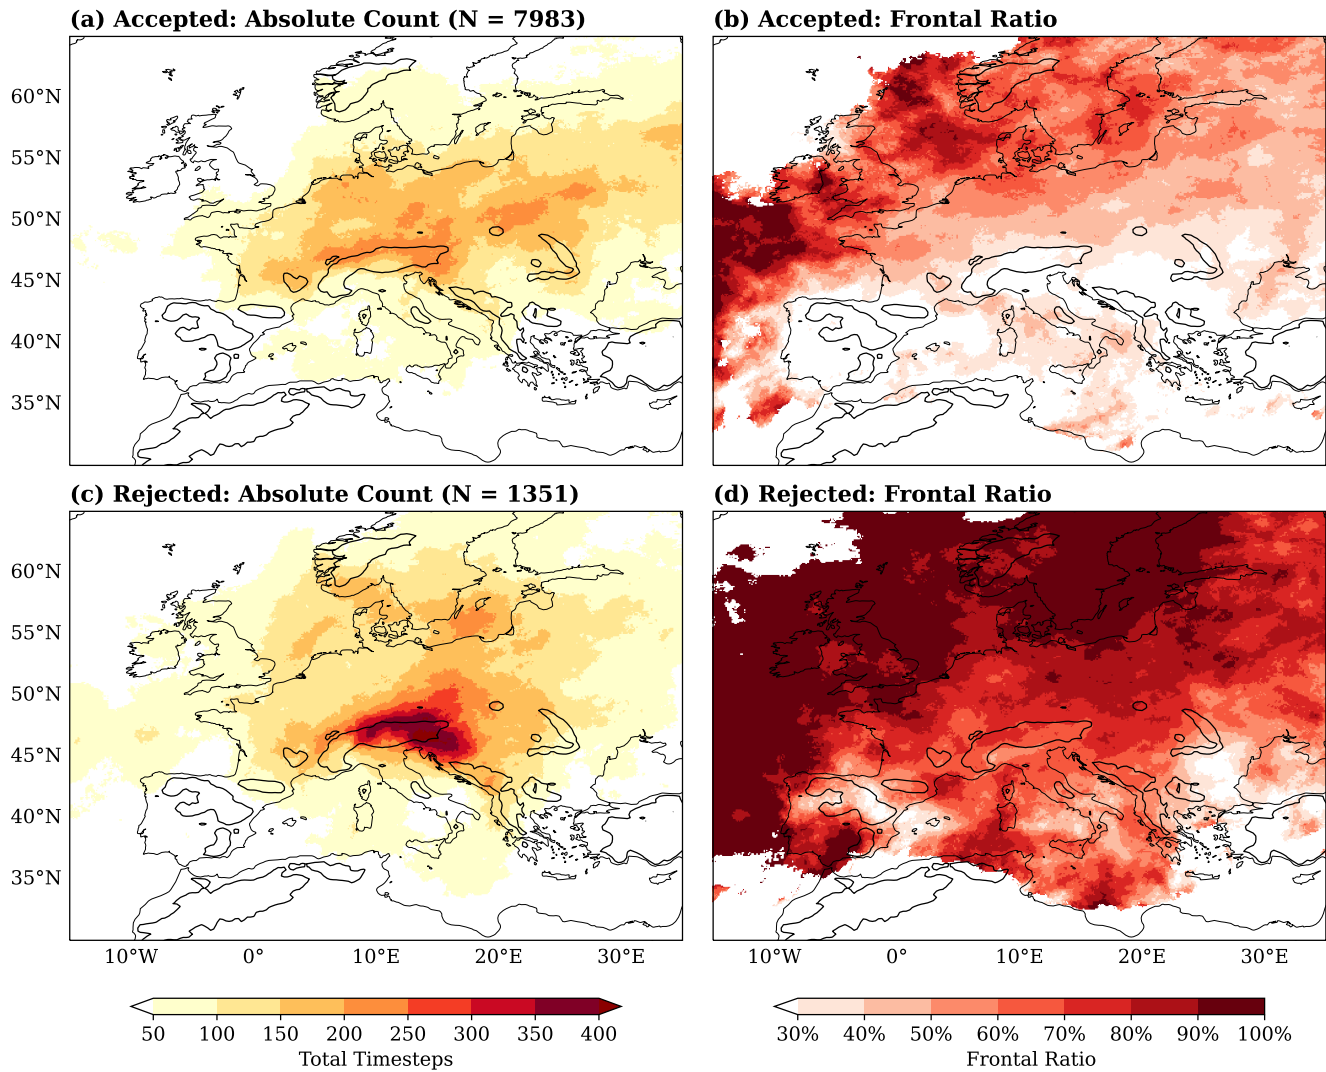 (a) Accepted: Absolute Count (N = 7983)
(b) Accepted: Frontal Ratio
60°N
55°N
50°N
45°N
40°N
35°N
(c) Rejected: Absolute Count (N = 1351)
(d) Rejected: Frontal Ratio
60°N
55°N
50°N
45°N
40°N
35°N
10°W 0° 10°E 20°E 30°E
10°W 0° 10°E 20°E 30°E
50 100 150 200 250 300 350 400
Total Timesteps
30% 40% 50% 60% 70% 80% 90% 100%
Frontal Ratio